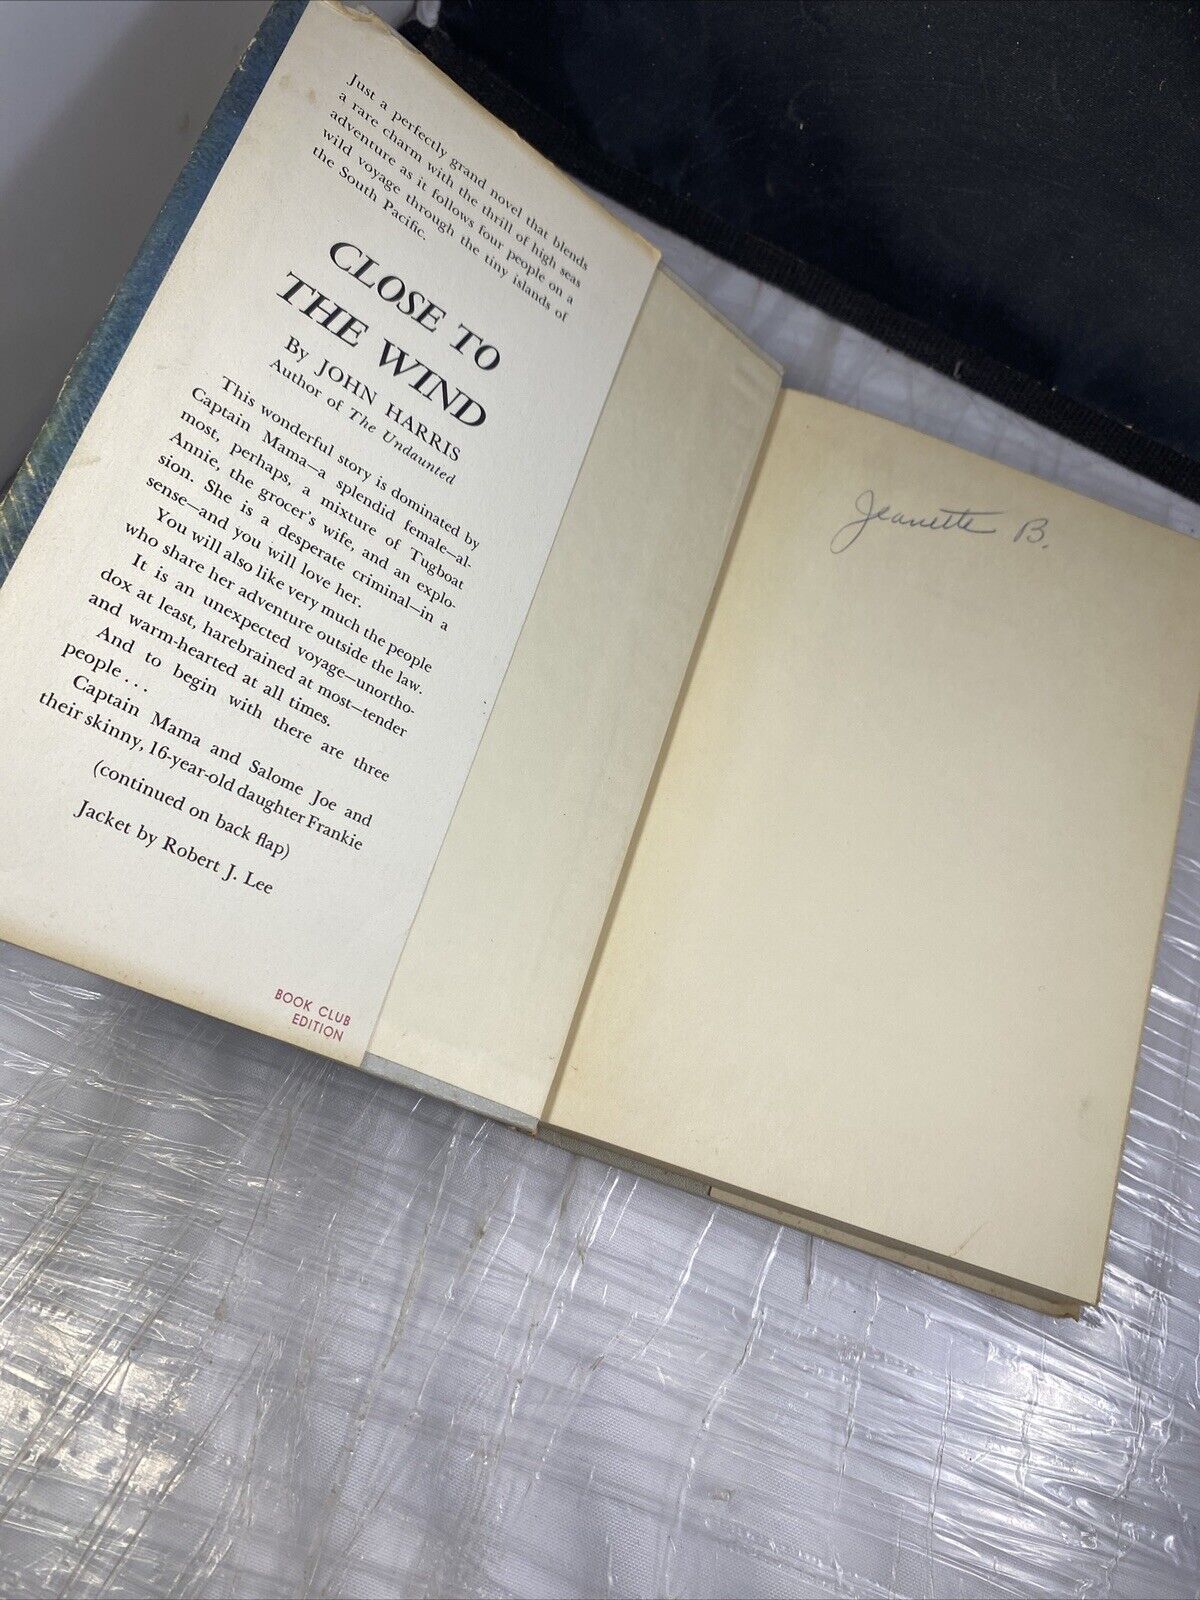 Just a perfectly grand novel that blends
a rare charm with the thrill of high seas
adventure as it follows four people on a
wild voyage through the tiny islands of
the South Pacific.
CLOSE TO
THE WIND
By JOHN HARRIS
Author of The Undaunted
This wonderful story is dominated by
Captain Mama—a splendid female—al-
most, perhaps, a mixture of Tugboat
Annie, the grocer's wife, and an explo-
sion. She is a desperate criminal—in a
sense—and you will love her.
You will also like very much the people
who share her adventure outside the law.
It is an unexpected voyage—unortho-
dox at least, harebrained at most—tender
and warm-hearted at all times.
And to begin with there are three
people...
Captain Mama and Salome Joe and
their skinny, 16-year-old daughter Frankie
(continued on back flap)
Jacket by Robert J. Lee
BOOK CLUB
EDITION
Jeanette B.